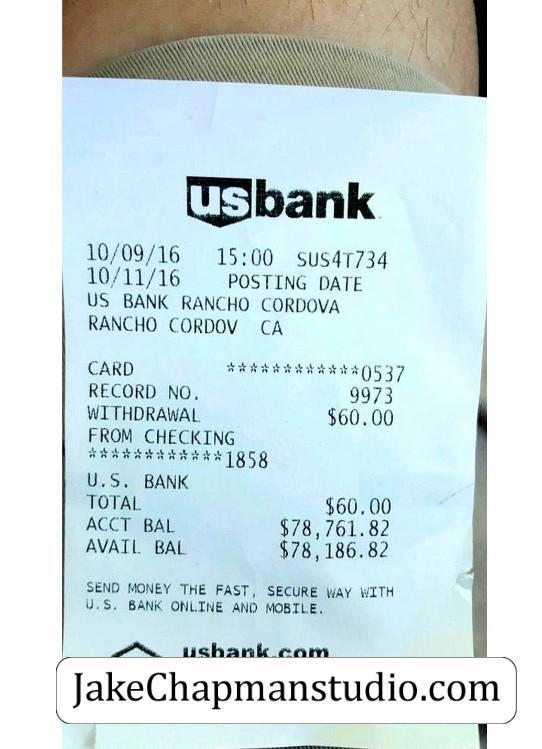 usbank
10/09/16 15:00 SUS4T734
10/11/16 POSTING DATE
US BANK RANCHO CORDOVA
RANCHO CORDOV CA
CARD ************0537
RECORD NO. 9973
WITHDRAWAL $60.00
FROM CHECKING
************1858
U.S. BANK
TOTAL $60.00
ACCT BAL $78,761.82
AVAIL BAL $78,186.82
SEND MONEY THE FAST, SECURE WAY WITH
U.S. BANK ONLINE AND MOBILE.
usbank.com
JakeChapmanstudio.com